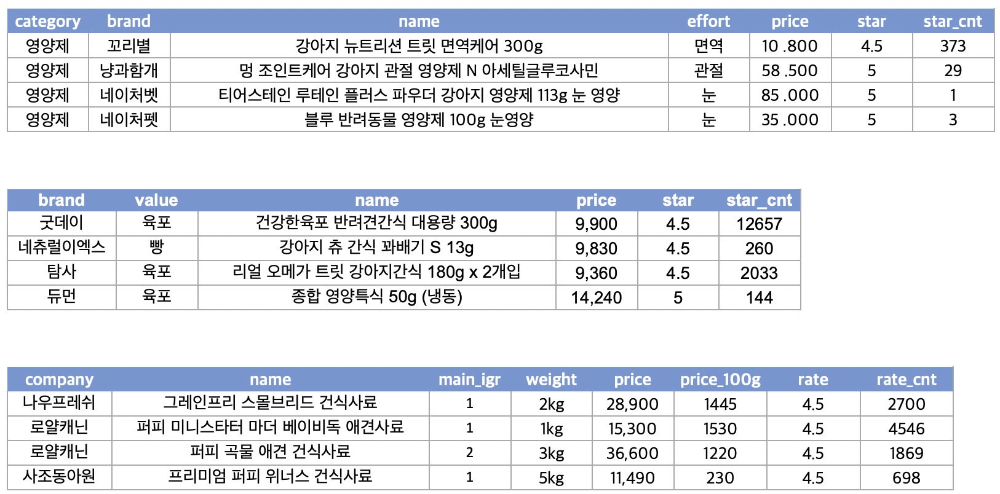 category brand name effort price star star_cnt
영양제 꼬리별 강아지 뉴트리션 트릿 면역케어 300g 면역 10 .800 4.5 373
영양제 냥과함개 멍 조인트케어 강아지 관절 영양제 N 아세틸글루코사민 관절 58 .500 5 29
영양제 네이처벳 티어스테인 루테인 플러스 파우더 강아지 영양제 113g 눈 영양 눈 85 .000 5 1
영양제 네이처펫 블루 반려동물 영양제 100g 눈영양 눈 35 .000 5 3
brand value name price star star_cnt
굿데이 육포 건강한육포 반려견간식 대용량 300g 9,900 4.5 12657
네츄럴이엑스 빵 강아지 츄 간식 꽈배기 S 13g 9,830 4.5 260
탐사 육포 리얼 오메가 트릿 강아지간식 180g x 2개입 9,360 4.5 2033
듀먼 육포 종합 영양특식 50g (냉동) 14,240 5 144
company name main_igr weight price price_100g rate rate_cnt
나우프레쉬 그레인프리 스몰브리드 건식사료 1 2kg 28,900 1445 4.5 2700
로얄캐닌 퍼피 미니스타터 마더 베이비독 애견사료 1 1kg 15,300 1530 4.5 4546
로얄캐닌 퍼피 곡물 애견 건식사료 2 3kg 36,600 1220 4.5 1869
사조동아원 프리미엄 퍼피 위너스 건식사료 1 5kg 11,490 230 4.5 698